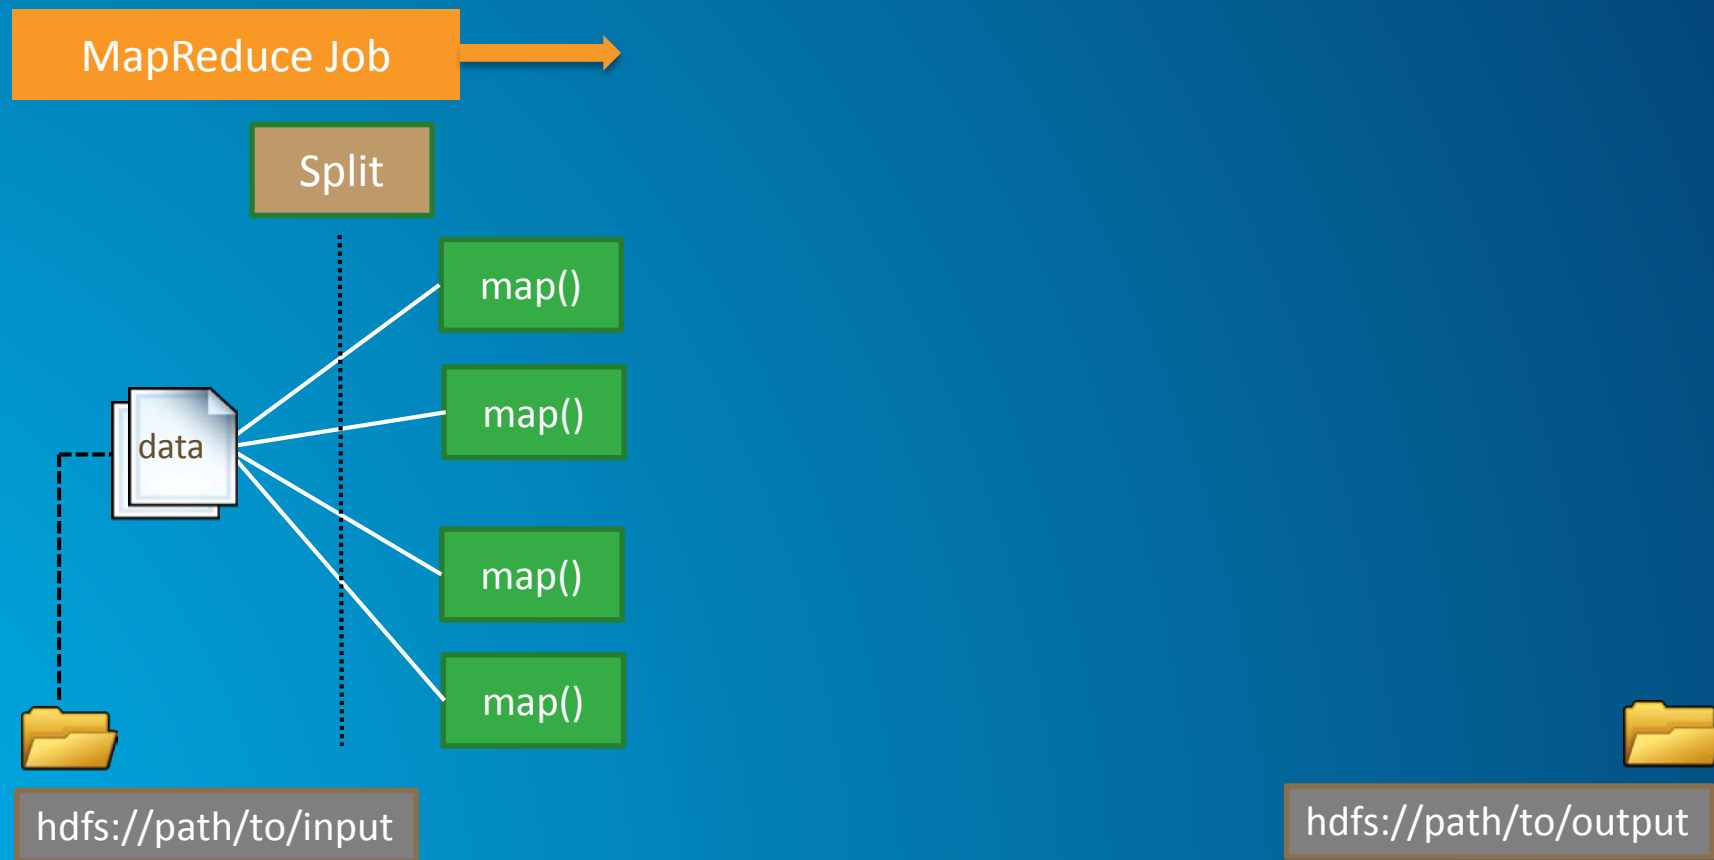 MapReduce Job
Split
map()
map()
data
map()
map()
hdfs://path/to/input
hdfs://path/to/output